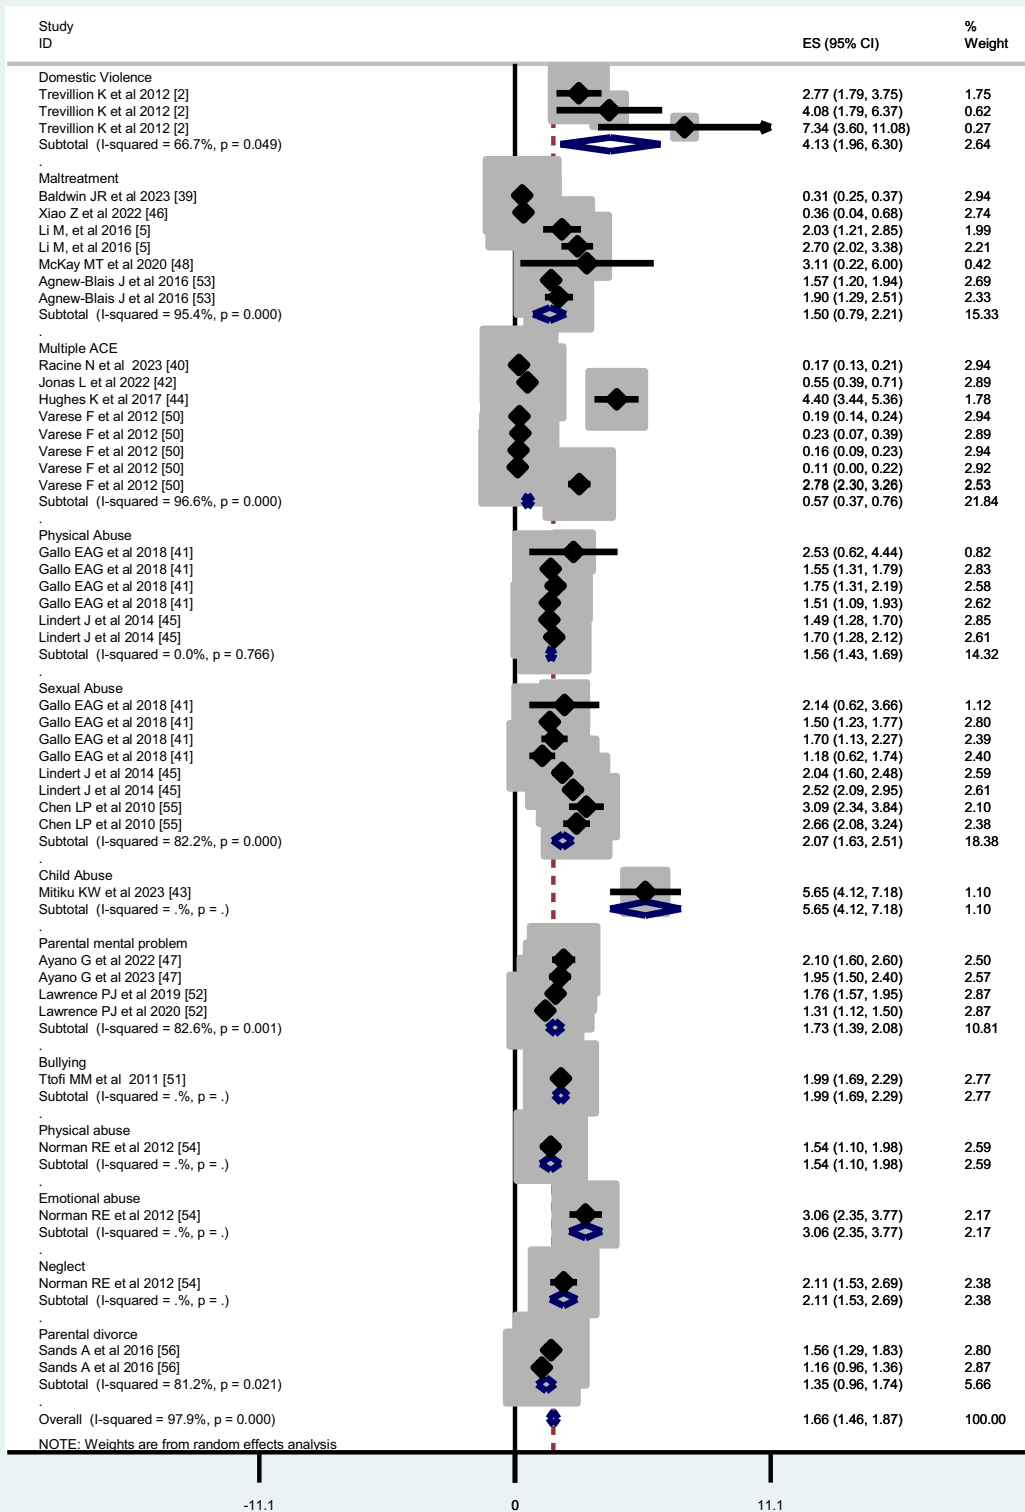 Study %
ID ES (95% CI) Weight
Domestic Violence
Trevillion K et al 2012 [2] 2.77 (1.79, 3.75) 1.75
Trevillion K et al 2012 [2] 4.08 (1.79, 6.37) 0.62
Trevillion K et al 2012 [2] 7.34 (3.60, 11.08) 0.27
Subtotal (I-squared = 66.7%, p = 0.049) 4.13 (1.96, 6.30) 2.64
.
Maltreatment
Baldwin JR et al 2023 [39] 0.31 (0.25, 0.37) 2.94
Xiao Z et al 2022 [46] 0.36 (0.04, 0.68) 2.74
Li M, et al 2016 [5] 2.03 (1.21, 2.85) 1.99
Li M, et al 2016 [5] 2.70 (2.02, 3.38) 2.21
McKay MT et al 2020 [48] 3.11 (0.22, 6.00) 0.42
Agnew-Blais J et al 2016 [53] 1.57 (1.20, 1.94) 2.69
Agnew-Blais J et al 2016 [53] 1.90 (1.29, 2.51) 2.33
Subtotal (I-squared = 95.4%, p = 0.000) 1.50 (0.79, 2.21) 15.33
.
Multiple ACE
Racine N et al 2023 [40] 0.17 (0.13, 0.21) 2.94
Jonas L et al 2022 [42] 0.55 (0.39, 0.71) 2.89
Hughes K et al 2017 [44] 4.40 (3.44, 5.36) 1.78
Varese F et al 2012 [50] 0.19 (0.14, 0.24) 2.94
Varese F et al 2012 [50] 0.23 (0.07, 0.39) 2.89
Varese F et al 2012 [50] 0.16 (0.09, 0.23) 2.94
Varese F et al 2012 [50] 0.11 (0.00, 0.22) 2.92
Varese F et al 2012 [50] 2.78 (2.30, 3.26) 2.53
Subtotal (I-squared = 96.6%, p = 0.000) 0.57 (0.37, 0.76) 21.84
.
Physical Abuse
Gallo EAG et al 2018 [41] 2.53 (0.62, 4.44) 0.82
Gallo EAG et al 2018 [41] 1.55 (1.31, 1.79) 2.83
Gallo EAG et al 2018 [41] 1.75 (1.31, 2.19) 2.58
Gallo EAG et al 2018 [41] 1.51 (1.09, 1.93) 2.62
Lindert J et al 2014 [45] 1.49 (1.28, 1.70) 2.85
Lindert J et al 2014 [45] 1.70 (1.28, 2.12) 2.61
Subtotal (I-squared = 0.0%, p = 0.766) 1.56 (1.43, 1.69) 14.32
.
Sexual Abuse
Gallo EAG et al 2018 [41] 2.14 (0.62, 3.66) 1.12
Gallo EAG et al 2018 [41] 1.50 (1.23, 1.77) 2.80
Gallo EAG et al 2018 [41] 1.70 (1.13, 2.27) 2.39
Gallo EAG et al 2018 [41] 1.18 (0.62, 1.74) 2.40
Lindert J et al 2014 [45] 2.04 (1.60, 2.48) 2.59
Lindert J et al 2014 [45] 2.52 (2.09, 2.95) 2.61
Chen LP et al 2010 [55] 3.09 (2.34, 3.84) 2.10
Chen LP et al 2010 [55] 2.66 (2.08, 3.24) 2.38
Subtotal (I-squared = 82.2%, p = 0.000) 2.07 (1.63, 2.51) 18.38
.
Child Abuse
Mitiku KW et al 2023 [43] 5.65 (4.12, 7.18) 1.10
Subtotal (I-squared = .%, p = .) 5.65 (4.12, 7.18) 1.10
.
Parental mental problem
Ayano G et al 2022 [47] 2.10 (1.60, 2.60) 2.50
Ayano G et al 2023 [47] 1.95 (1.50, 2.40) 2.57
Lawrence PJ et al 2019 [52] 1.76 (1.57, 1.95) 2.87
Lawrence PJ et al 2020 [52] 1.31 (1.12, 1.50) 2.87
Subtotal (I-squared = 82.6%, p = 0.001) 1.73 (1.39, 2.08) 10.81
.
Bullying
Ttofi MM et al 2011 [51] 1.99 (1.69, 2.29) 2.77
Subtotal (I-squared = .%, p = .) 1.99 (1.69, 2.29) 2.77
.
Physical abuse
Norman RE et al 2012 [54] 1.54 (1.10, 1.98) 2.59
Subtotal (I-squared = .%, p = .) 1.54 (1.10, 1.98) 2.59
.
Emotional abuse
Norman RE et al 2012 [54] 3.06 (2.35, 3.77) 2.17
Subtotal (I-squared = .%, p = .) 3.06 (2.35, 3.77) 2.17
.
Neglect
Norman RE et al 2012 [54] 2.11 (1.53, 2.69) 2.38
Subtotal (I-squared = .%, p = .) 2.11 (1.53, 2.69) 2.38
.
Parental divorce
Sands A et al 2016 [56] 1.56 (1.29, 1.83) 2.80
Sands A et al 2016 [56] 1.16 (0.96, 1.36) 2.87
Subtotal (I-squared = 81.2%, p = 0.021) 1.35 (0.96, 1.74) 5.66
.
Overall (I-squared = 97.9%, p = 0.000) 1.66 (1.46, 1.87) 100.00
NOTE: Weights are from random effects analysis
-11.1 0 11.1